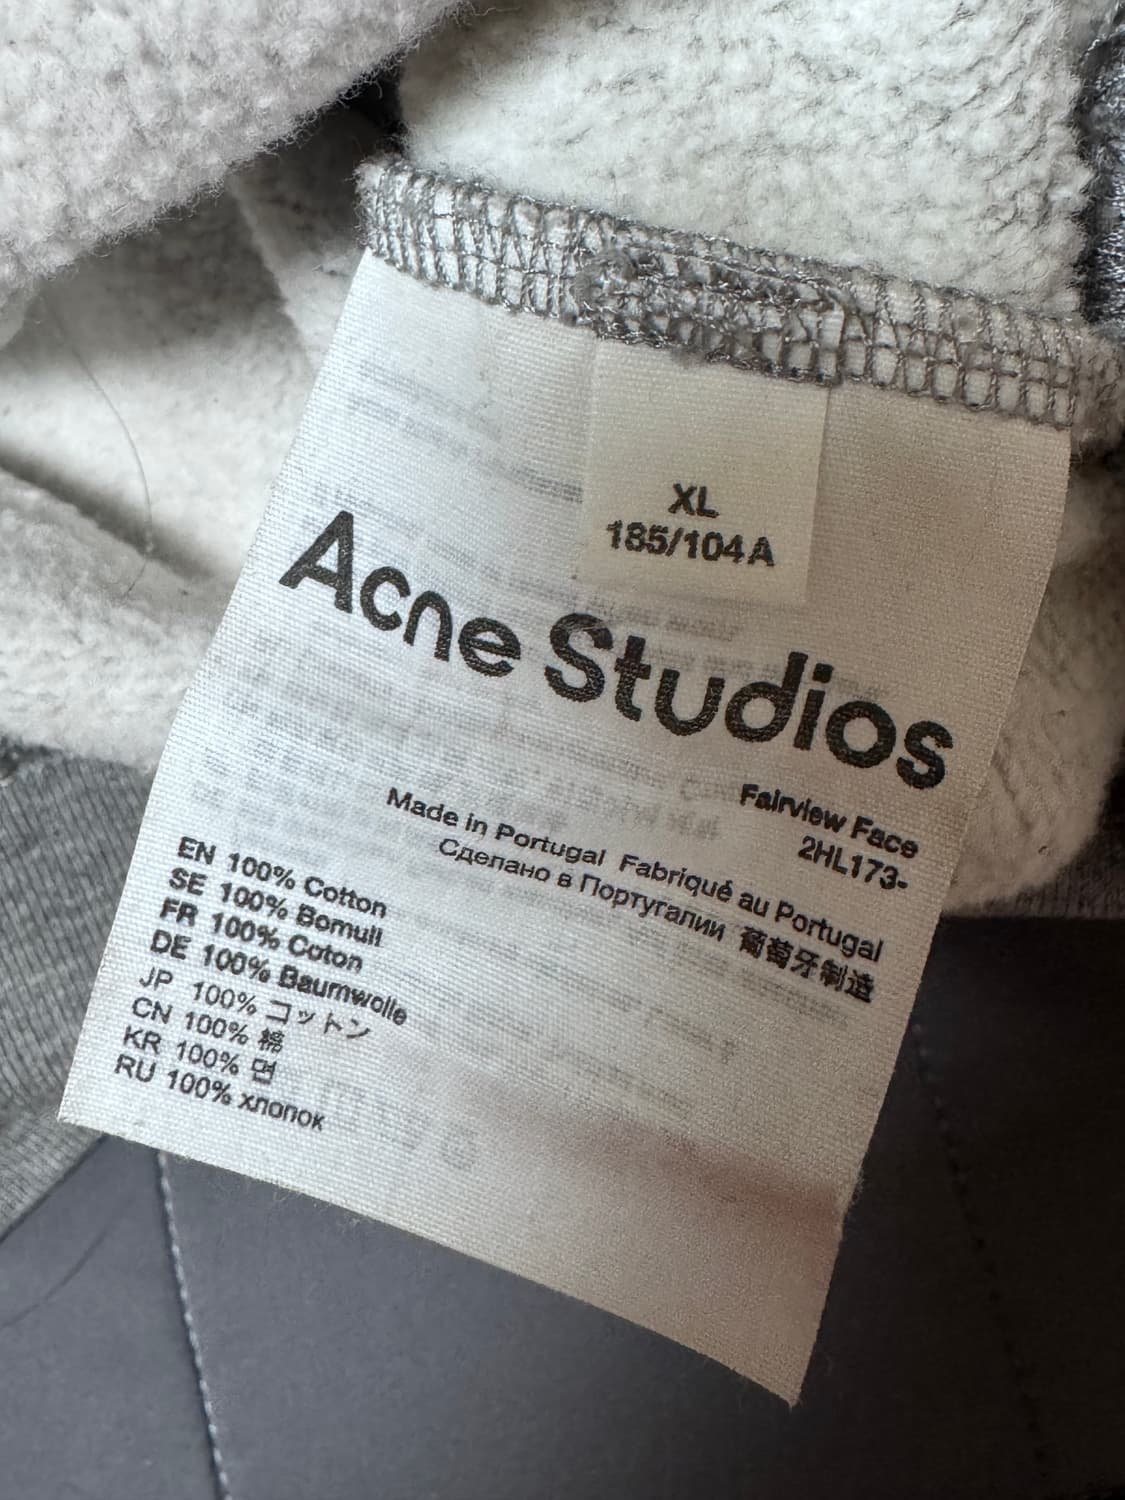 XL
185/104A
Acne Studios
Fairview Face
2HL173-
Made in Portugal Fabriqué au Portugal
Сделано в Португалии 葡萄牙制造
EN 100% Cotton
SE 100% Bomull
FR 100% Coton
DE 100% Baumwolle
JP 100% コットン
CN 100% 棉
KR 100% 면
RU 100% хлопок